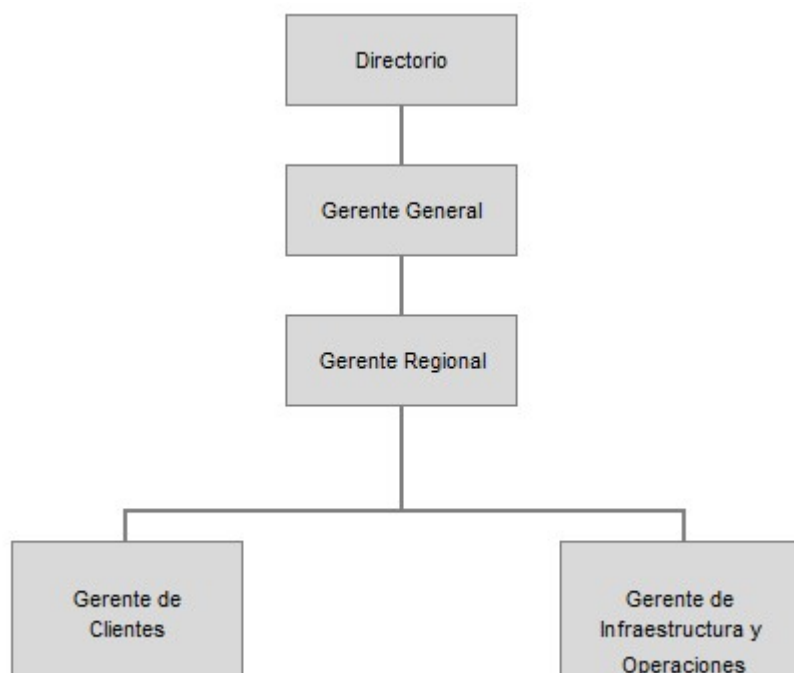 Directorio
Gerente General
Gerente Regional
Gerente de
Clientes
Gerente de
Infraestructura y
Operaciones